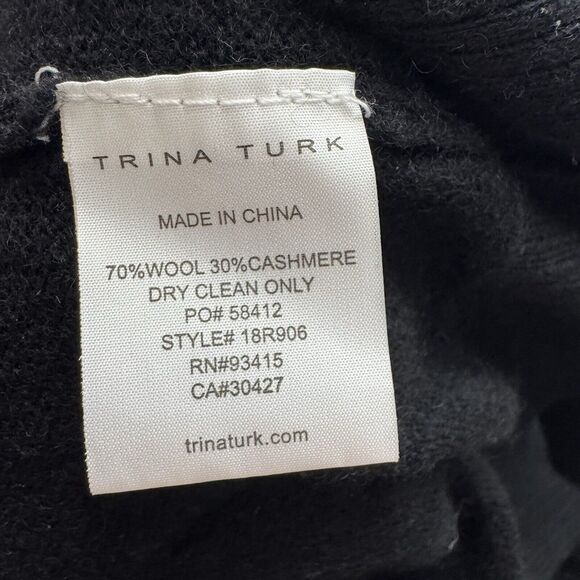 TRINA TURK
MADE IN CHINA
70%WOOL 30%CASHMERE
DRY CLEAN ONLY
PO# 58412
STYLE# 18R906
RN#93415
CA#30427
trinaturk.com